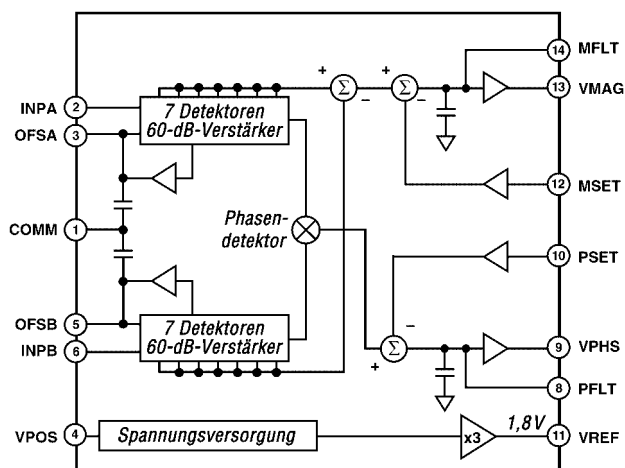 14 MFLT
+ + 
Σ − Σ − 13 VMAG
INPA 2
7 Detektoren
60-dB-Verstärker
OFSA 3
12 MSET
COMM 1
Phasen-
detektor
10 PSET
−
OFSB 5
7 Detektoren
60-dB-Verstärker
+ Σ
9 VPHS
INPB 6
8 PFLT
VPOS 4
Spannungsversorgung
x3
1,8V
11 VREF